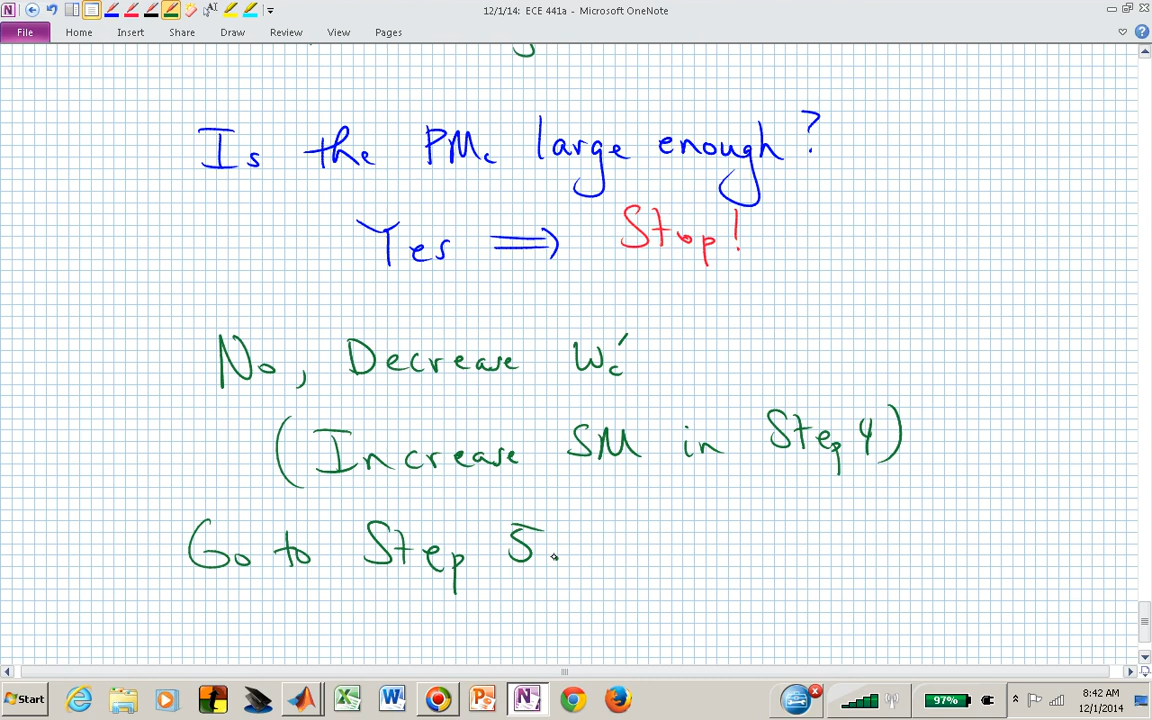 12/1/14: ECE 441a - Microsoft OneNote
File Home Insert Share Draw Review View Pages
Is the PMc large enough?
Yes ⟹ Stop!
No, Decrease Wc'
(Increase SM in Step 4)
Go to Step 5.
Start
97%
8:42 AM
12/1/2014